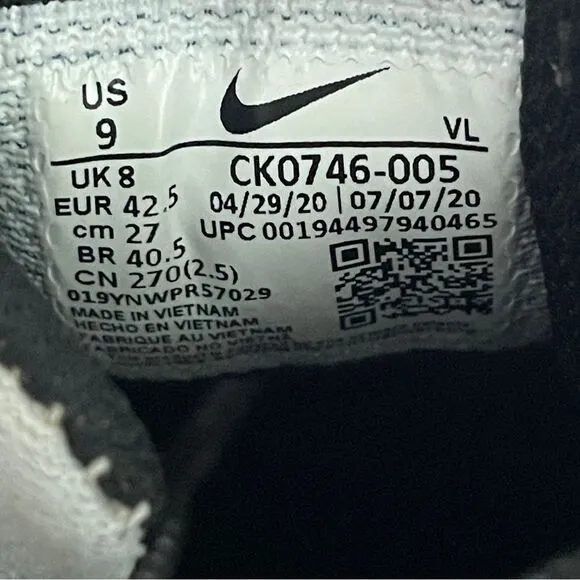 US
9
VL
UK 8
CK0746-005
EUR 42.5
04/29/20 | 07/07/20
cm 27
UPC 00194497940465
BR 40.5
CN 270(2.5)
019YNWPR57029
MADE IN VIETNAM
HECHO EN VIETNAM
FABRIQUE AU VIETNAM
FABRICADO NO